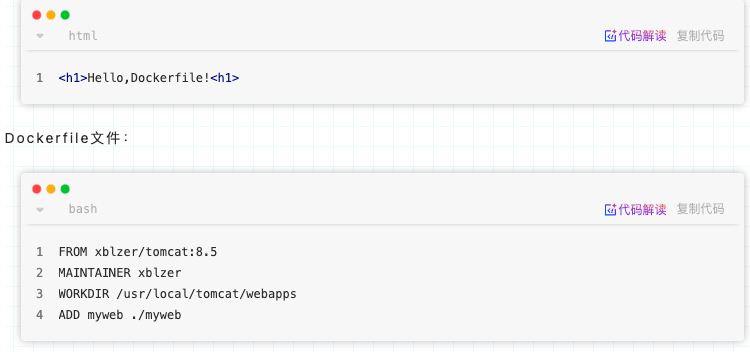 html
代码解读 复制代码
1 <h1>Hello,Dockerfile!<h1>
Dockerfile文件：
bash
代码解读 复制代码
1 FROM xblzer/tomcat:8.5
2 MAINTAINER xblzer
3 WORKDIR /usr/local/tomcat/webapps
4 ADD myweb ./myweb